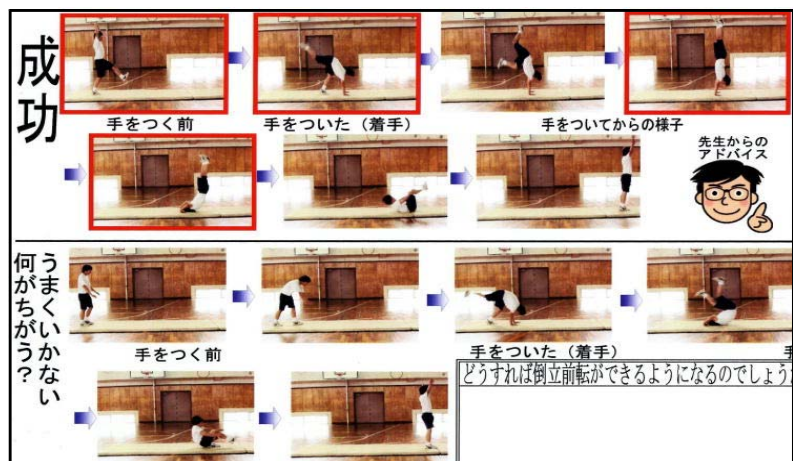 成功
手をつく前
手をついた（着手）
手をついてからの様子
先生からの
アドバイス
うまくいかない
何がちがう？
手をつく前
手をついた（着手）
手
どうすれば倒立前転ができるようになるのでしょう